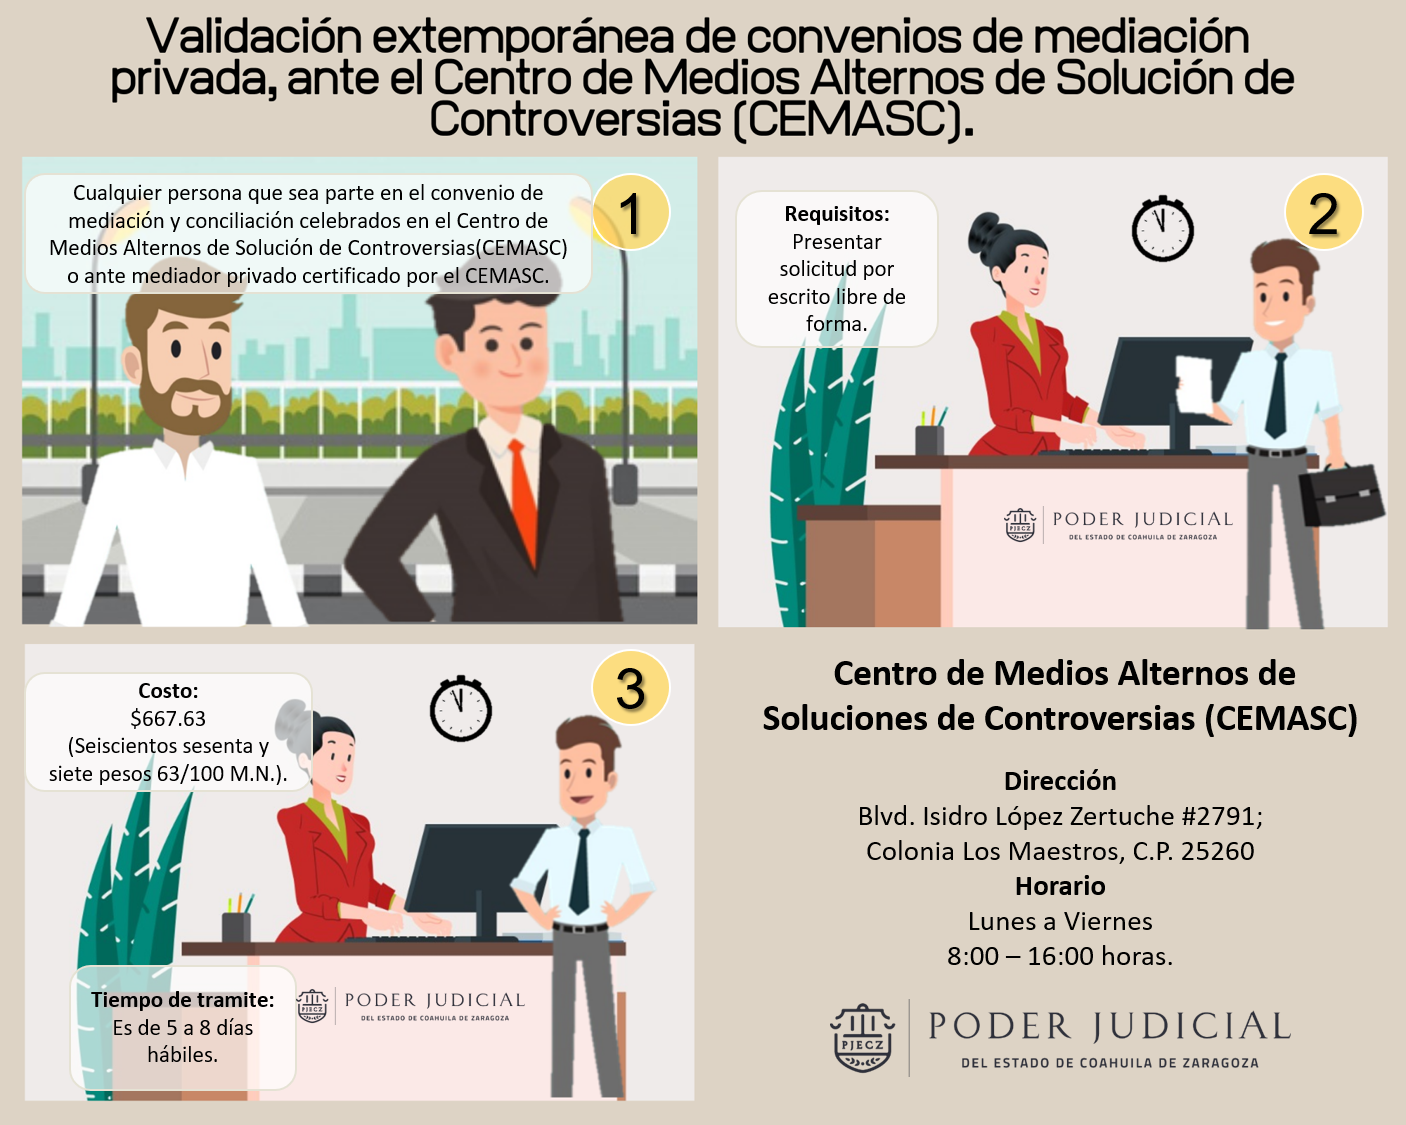 Validación extemporánea de convenios de mediación
privada, ante el Centro de Medios Alternos de Solución de
Controversias (CEMASC).
Cualquier persona que sea parte en el convenio de
mediación y conciliación celebrados en el Centro de
Medios Alternos de Solución de Controversias(CEMASC)
o ante mediador privado certificado por el CEMASC.
1
Requisitos:
Presentar
solicitud por
escrito libre de
forma.
2
PJECZ
PODER JUDICIAL
DEL ESTADO DE COAHUILA DE ZARAGOZA
Costo:
$667.63
(Seiscientos sesenta y
siete pesos 63/100 M.N.).
3
Tiempo de tramite:
Es de 5 a 8 días
hábiles.
PJECZ
PODER JUDICIAL
DEL ESTADO DE COAHUILA DE ZARAGOZA
Centro de Medios Alternos de
Soluciones de Controversias (CEMASC)
Dirección
Blvd. Isidro López Zertuche #2791;
Colonia Los Maestros, C.P. 25260
Horario
Lunes a Viernes
8:00 – 16:00 horas.
PJECZ
PODER JUDICIAL
DEL ESTADO DE COAHUILA DE ZARAGOZA